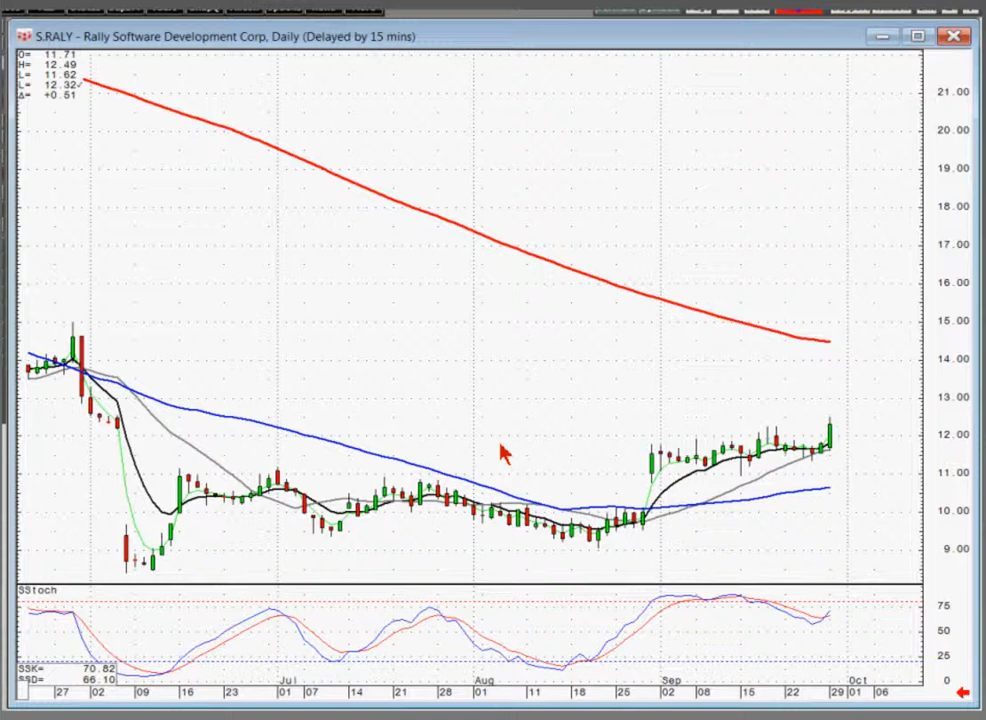 S.RALY - Rally Software Development Corp, Daily (Delayed by 15 mins)
O= 11.71
H= 12.49
L= 11.62
L= 12.32✓
Δ= +0.51
21.00
20.00
19.00
18.00
17.00
16.00
15.00
14.00
13.00
12.00
11.00
10.00
9.00
SStoch
75
50
25
0
SSK= 70.82
SSD= 66.10
Jul Aug Sep Oct
27 02 09 16 23 01 07 14 21 28 01 11 18 25 02 08 15 22 29 01 06